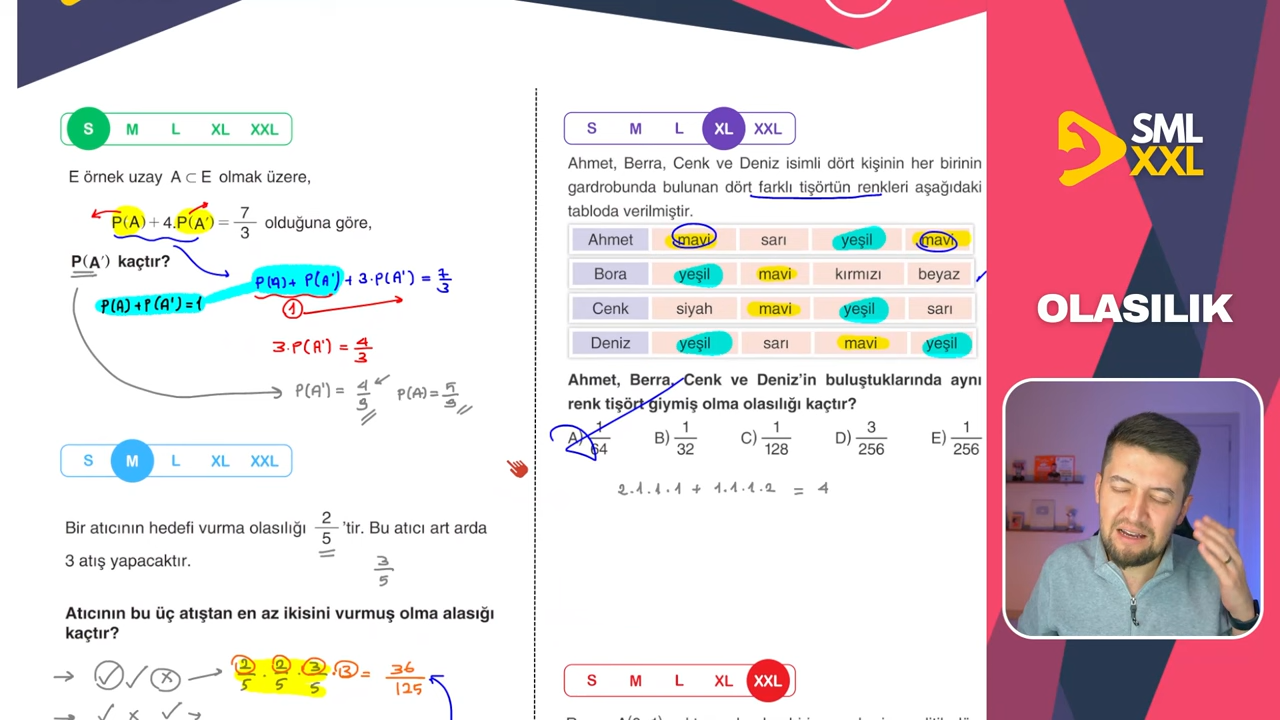 S M L XL XXL
E örnek uzay A ⊂ E olmak üzere,
P(A) + 4.P(A') = 7/3 olduğuna göre,
P(A') kaçtır?
P(A) + P(A') + 3.P(A') = 7/3
P(A) + P(A') = 1
1
3.P(A') = 4/3
P(A') = 4/9 P(A) = 5/9
S M L XL XXL
Bir atıcının hedefi vurma olasılığı 2/5 'tir. Bu atıcı art arda
3 atış yapacaktır.
3/5
Atıcının bu üç atıştan en az ikisini vurmuş olma alasığı
kaçtır?
→ ✓ ✓ × → 2/5 . 2/5 . 3/5 . 3 = 36/125
→ ✓ × ✓ →
S M L XL XXL
Ahmet, Berra, Cenk ve Deniz isimli dört kişinin her birinin
gardrobunda bulunan dört farklı tişörtün renkleri aşağıdaki
tabloda verilmiştir.
Ahmet mavi sarı yeşil mavi
Bora yeşil mavi kırmızı beyaz
Cenk siyah mavi yeşil sarı
Deniz yeşil sarı mavi yeşil
Ahmet, Berra, Cenk ve Deniz'in buluştuklarında aynı
renk tişört giymiş olma olasılığı kaçtır?
A) 1/64 B) 1/32 C) 1/128 D) 3/256 E) 1/256
2.1.1.1 + 1.1.1.2 = 4
S M L XL XXL
SML
XXL
OLASILIK